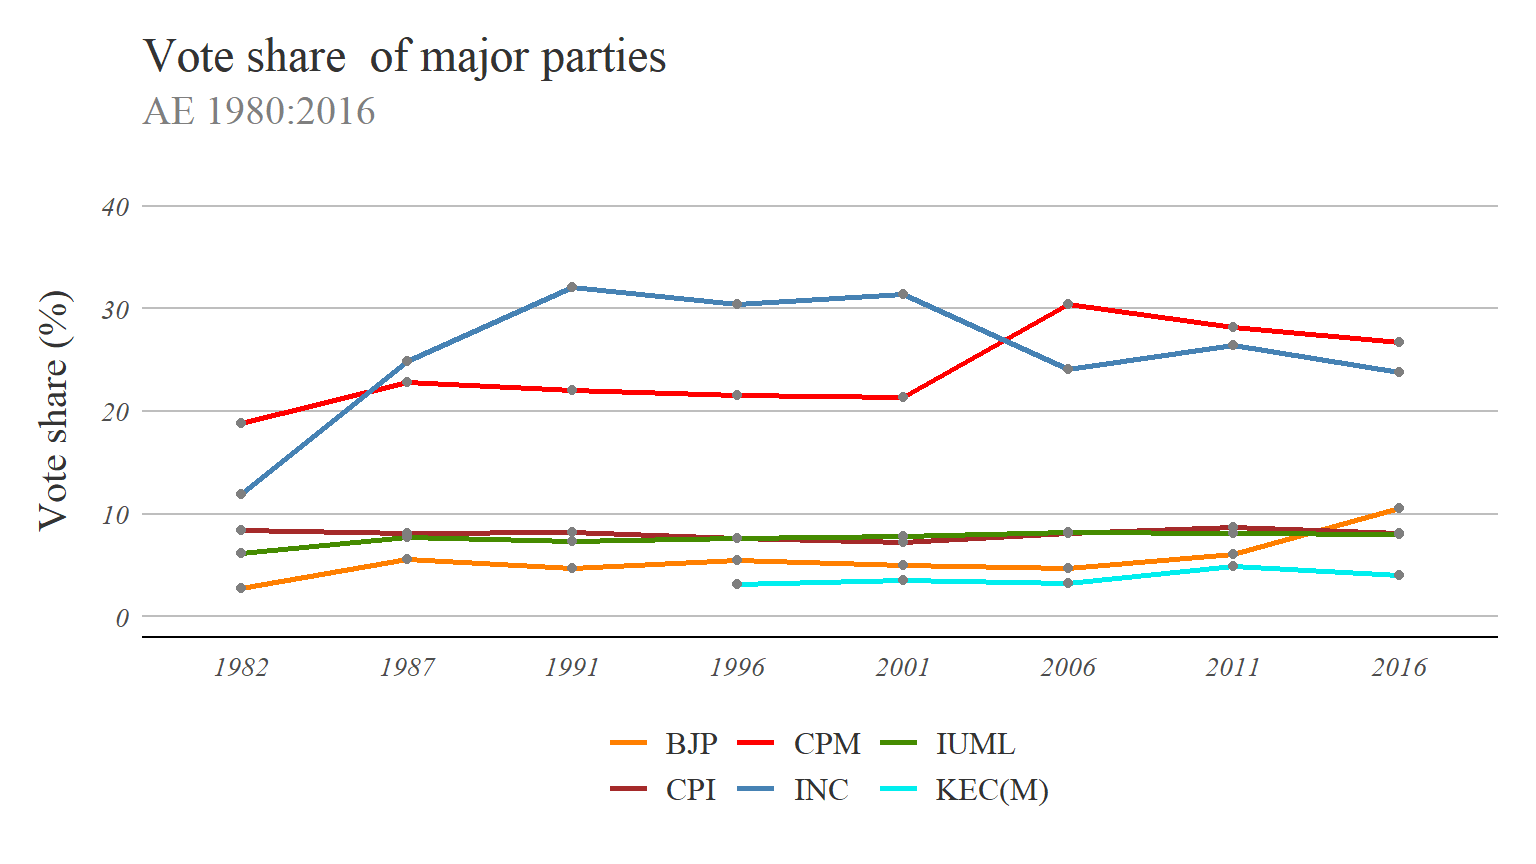 Vote share  of major parties
AE 1980:2016
Vote share (%)
40
30
20
10
0
1982 1987 1991 1996 2001 2006 2011 2016
BJP CPM IUML
CPI INC KEC(M)